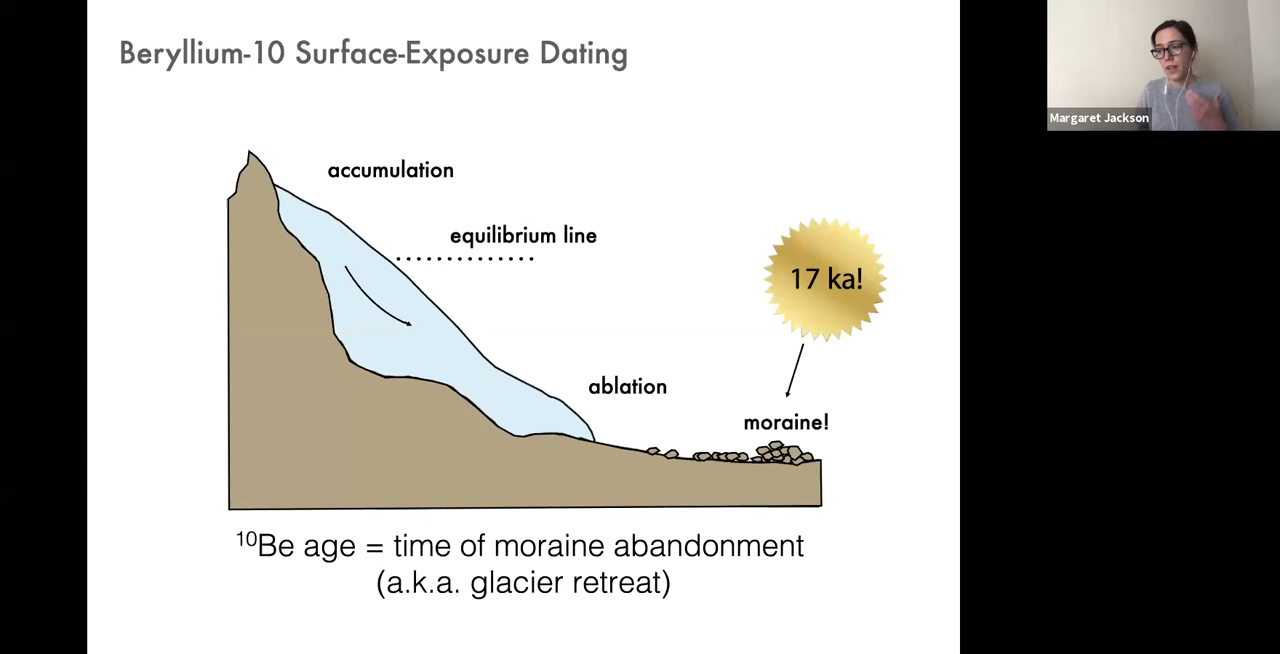 Beryllium-10 Surface-Exposure Dating
Margaret Jackson
accumulation
equilibrium line
17 ka!
ablation
moraine!
¹⁰Be age = time of moraine abandonment
(a.k.a. glacier retreat)